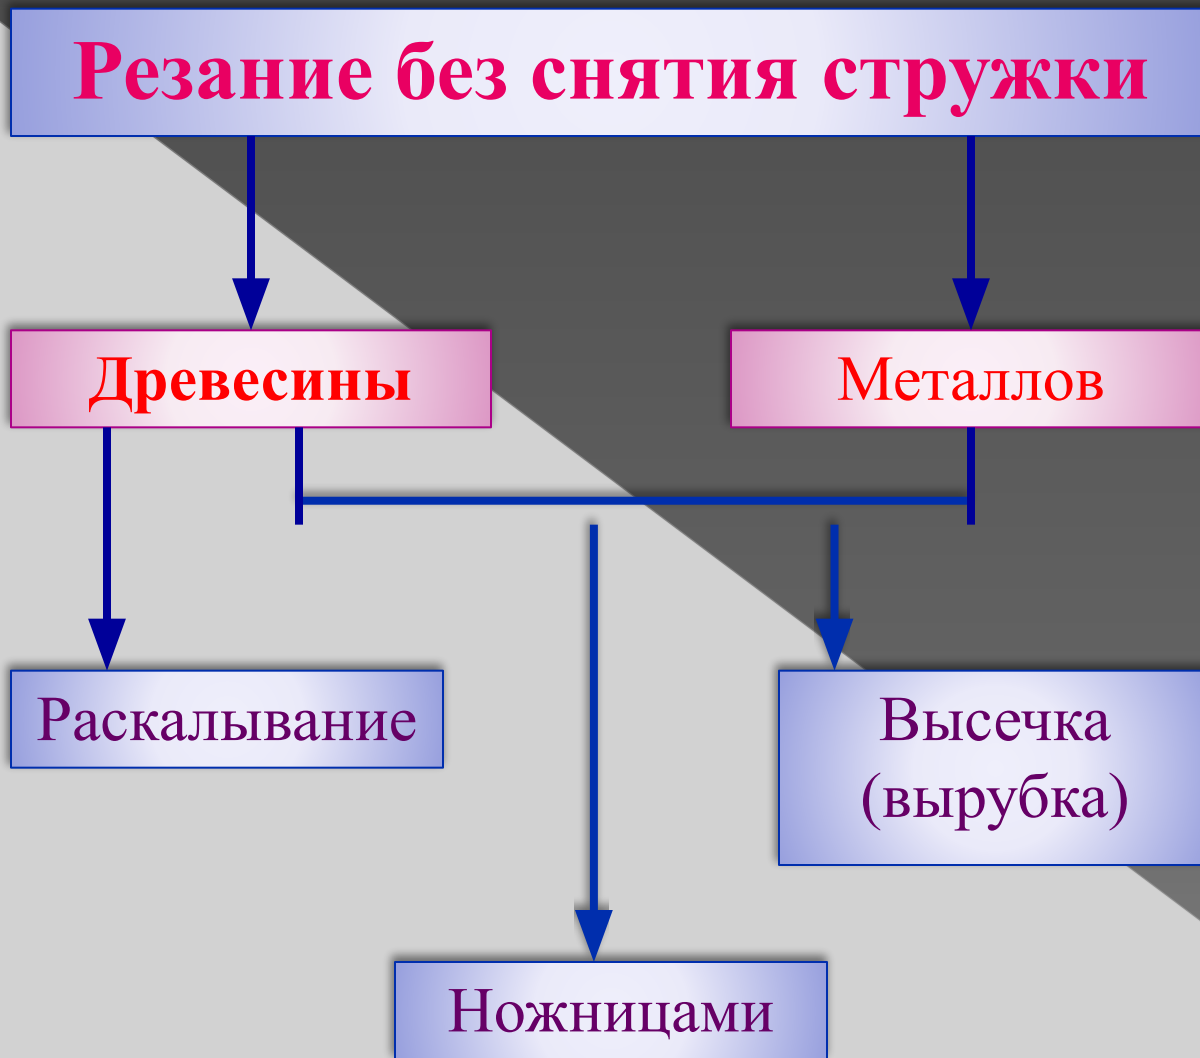 Резание без снятия стружки
Древесины
Металлов
Раскалывание
Высечка
(вырубка)
Ножницами